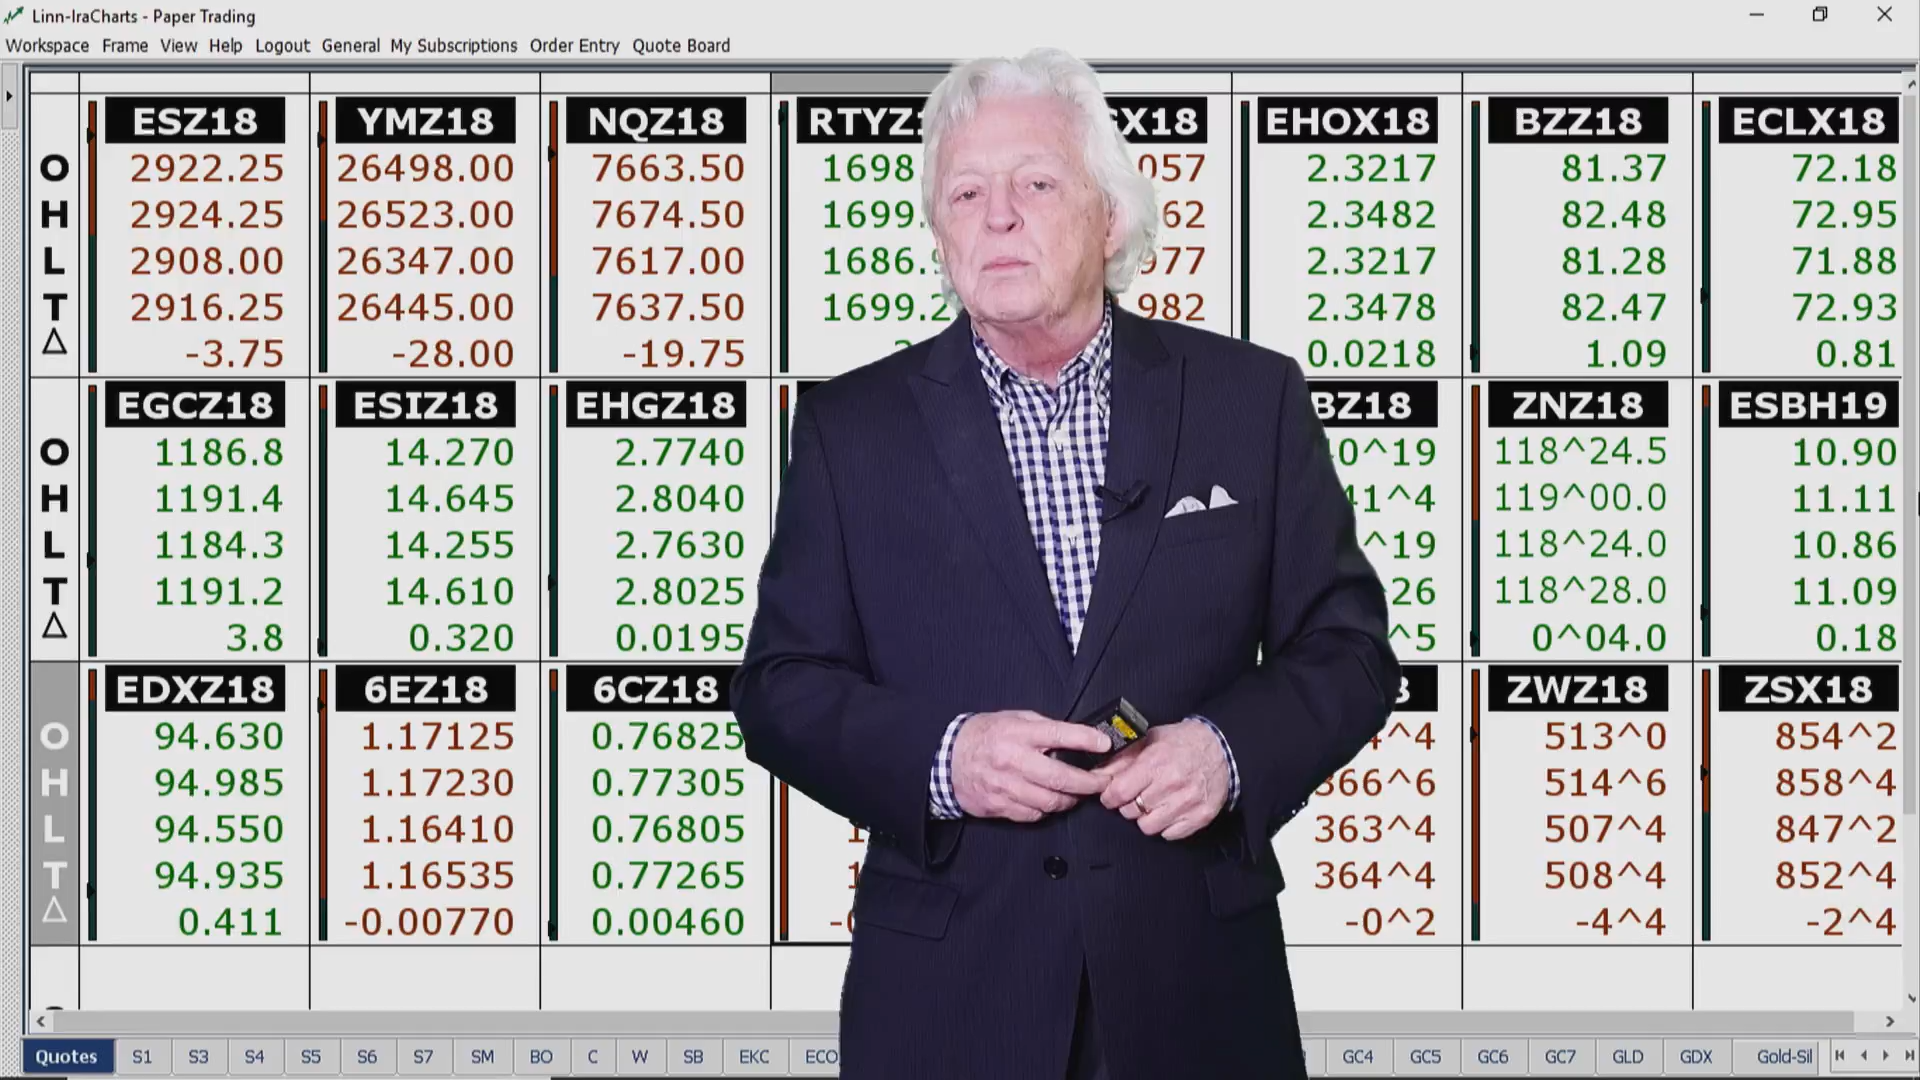 Linn-IraCharts - Paper Trading
Workspace Frame View Help Logout General My Subscriptions Order Entry Quote Board
ESZ18 YMZ18 NQZ18 EHOX18 BZZ18 ECLX18
O 2922.25 26498.00 7663.50 2.3217 81.37 72.18
H 2924.25 26523.00 7674.50 2.3482 82.48 72.95
L 2908.00 26347.00 7617.00 2.3217 81.28 71.88
T 2916.25 26445.00 7637.50 2.3478 82.47 72.93
△ -3.75 -28.00 -19.75 0.0218 1.09 0.81
EGCZ18 ESIZ18 EHGZ18 ZNZ18 ESBH19
O 1186.8 14.270 2.7740 118^24.5 10.90
H 1191.4 14.645 2.8040 119^00.0 11.11
L 1184.3 14.255 2.7630 118^24.0 10.86
T 1191.2 14.610 2.8025 118^28.0 11.09
△ 3.8 0.320 0.0195 0^04.0 0.18
EDXZ18 6EZ18 6CZ18 ZWZ18 ZSX18
O 94.630 1.17125 0.76825 513^0 854^2
H 94.985 1.17230 0.77305 366^6 514^6 858^4
L 94.550 1.16410 0.76805 363^4 507^4 847^2
T 94.935 1.16535 0.77265 364^4 508^4 852^4
△ 0.411 -0.00770 0.00460 -0^2 -4^4 -2^4
Quotes S1 S3 S4 S5 S6 S7 SM BO C W SB EKC ECO GC4 GC5 GC6 GC7 GLD GDX Gold-Sil